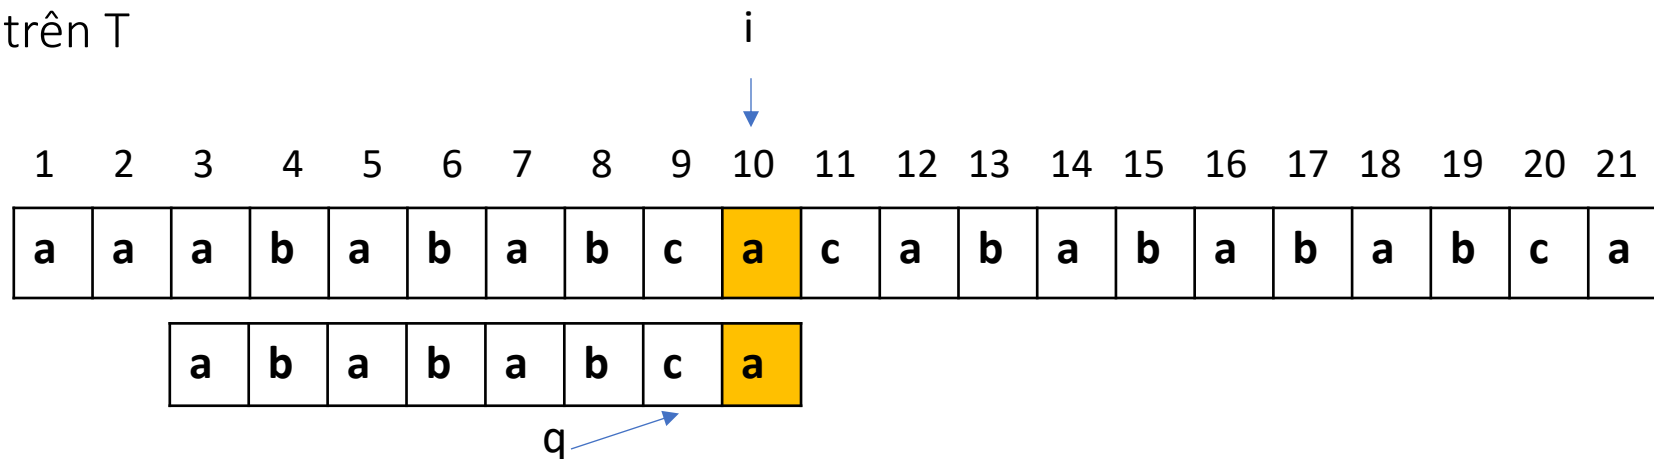 trên T
i
1 2 3 4 5 6 7 8 9 10 11 12 13 14 15 16 17 18 19 20 21
a a a b a b a b c a c a b a b a b a b c a
a b a b a b c a
q